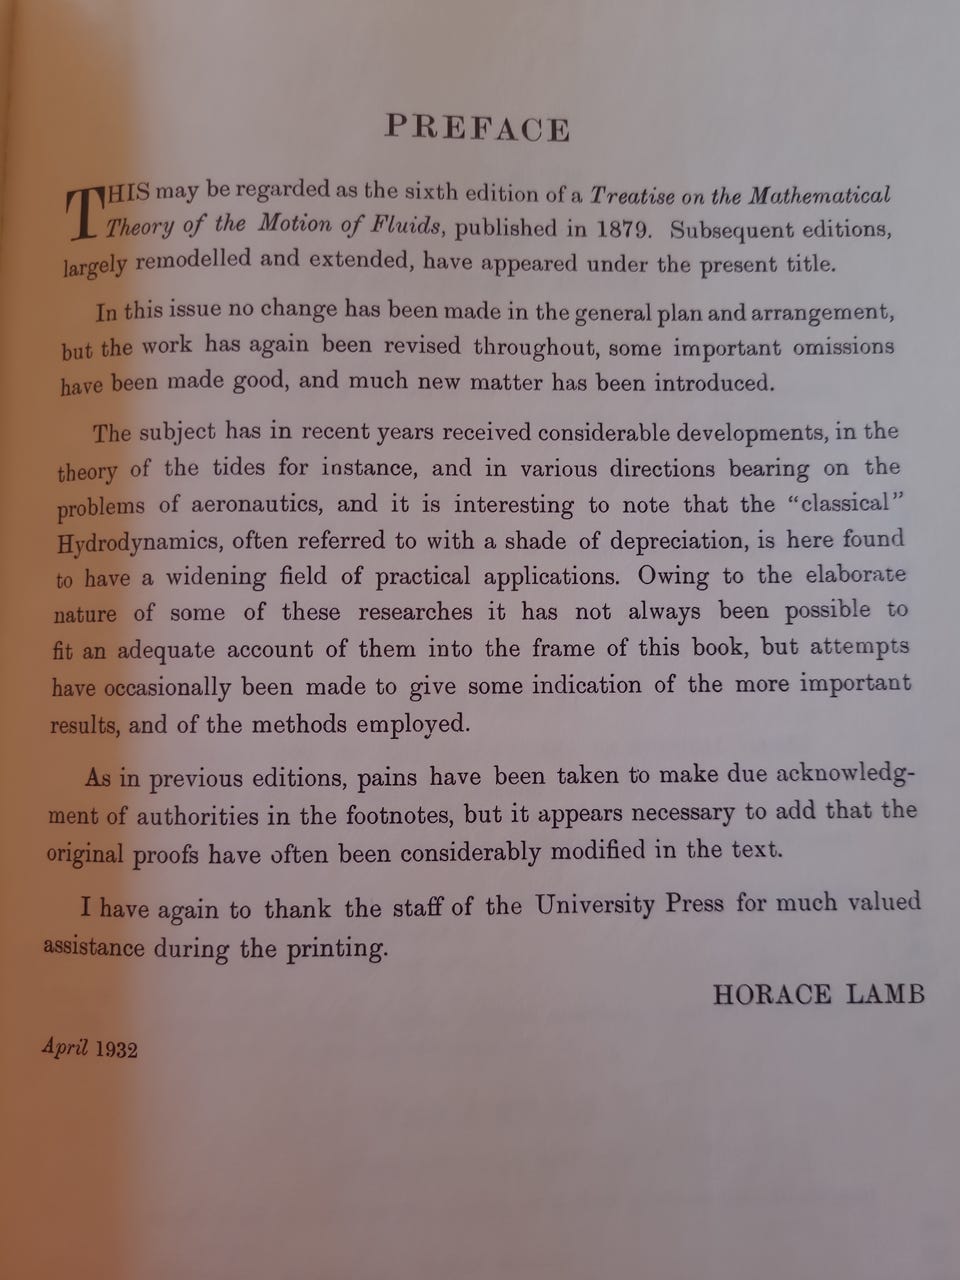 PREFACE
THIS may be regarded as the sixth edition of a Treatise on the Mathematical
Theory of the Motion of Fluids, published in 1879. Subsequent editions,
largely remodelled and extended, have appeared under the present title.
In this issue no change has been made in the general plan and arrangement,
but the work has again been revised throughout, some important omissions
have been made good, and much new matter has been introduced.
The subject has in recent years received considerable developments, in the
theory of the tides for instance, and in various directions bearing on the
problems of aeronautics, and it is interesting to note that the “classical”
Hydrodynamics, often referred to with a shade of depreciation, is here found
to have a widening field of practical applications. Owing to the elaborate
nature of some of these researches it has not always been possible to
fit an adequate account of them into the frame of this book, but attempts
have occasionally been made to give some indication of the more important
results, and of the methods employed.
As in previous editions, pains have been taken to make due acknowledg-
ment of authorities in the footnotes, but it appears necessary to add that the
original proofs have often been considerably modified in the text.
I have again to thank the staff of the University Press for much valued
assistance during the printing.
HORACE LAMB
April 1932